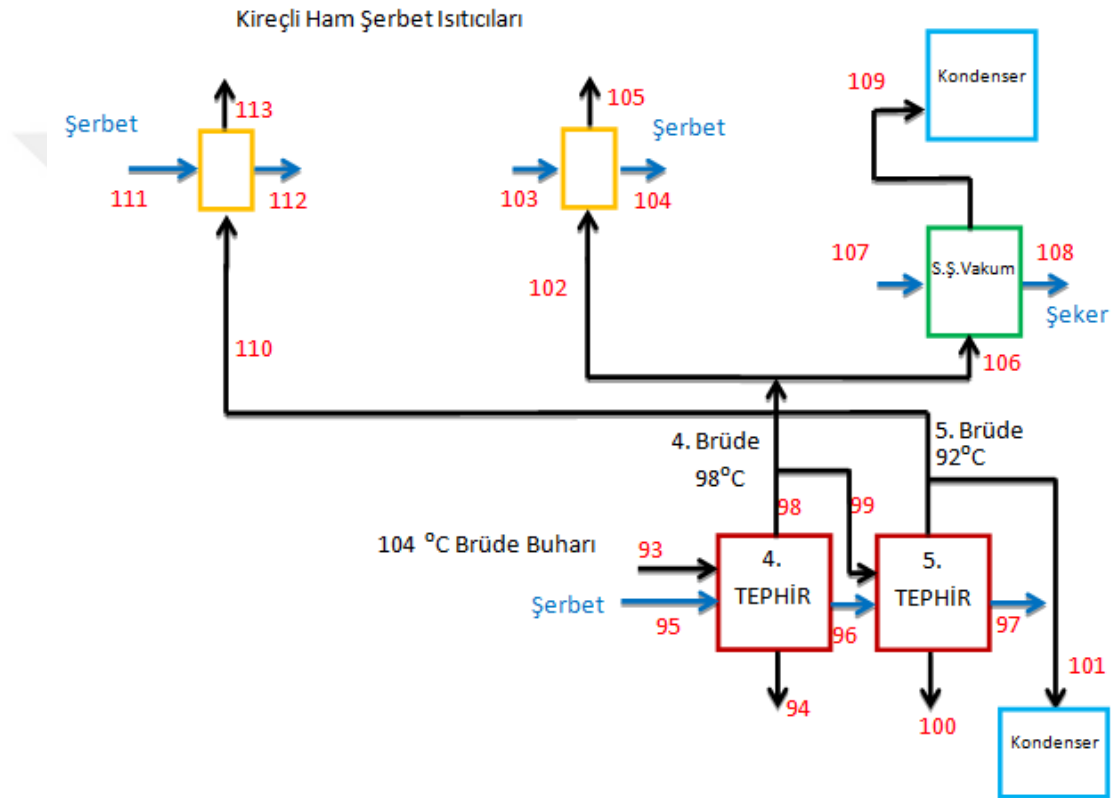 Kireçli Ham Şerbet Isıtıcıları
109
Kondenser
113
105
Şerbet
Şerbet
111
112
103
104
107
S.Ş.Vakum
108
Şeker
102
106
110
4. Brüde
98°C
5. Brüde
92°C
98
99
104 °C Brüde Buharı
93
4.
TEPHİR
5.
TEPHİR
Şerbet
95
96
97
101
94
100
Kondenser